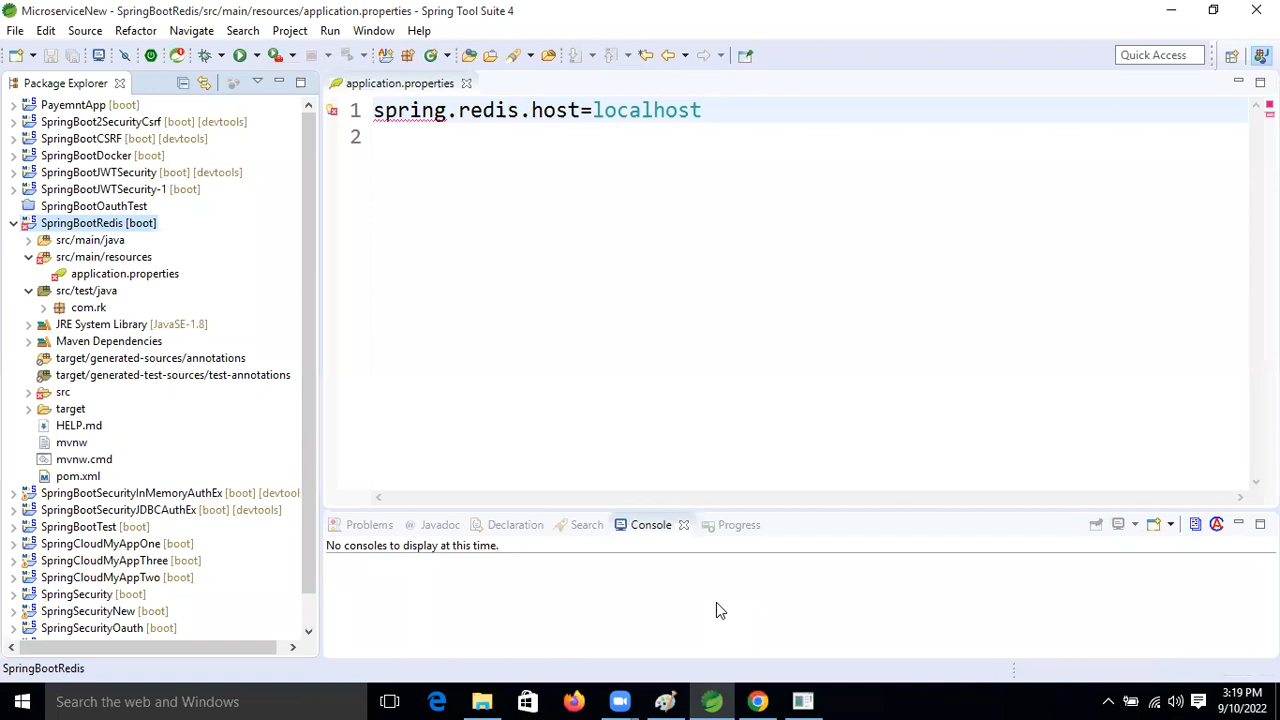 MicroserviceNew - SpringBootRedis/src/main/resources/application.properties - Spring Tool Suite 4
File Edit Source Refactor Navigate Search Project Run Window Help
Quick Access
Package Explorer
application.properties
PayemntApp [boot]
SpringBoot2SecurityCsrf [boot] [devtools]
SpringBootCSRF [boot] [devtools]
SpringBootDocker [boot]
SpringBootJWTSecurity [boot] [devtools]
SpringBootJWTSecurity-1 [boot]
SpringBootOauthTest
SpringBootRedis [boot]
src/main/java
src/main/resources
application.properties
src/test/java
com.rk
JRE System Library [JavaSE-1.8]
Maven Dependencies
target/generated-sources/annotations
target/generated-test-sources/test-annotations
src
target
HELP.md
mvnw
mvnw.cmd
pom.xml
SpringBootSecurityInMemoryAuthEx [boot] [devtool
SpringBootSecurityJDBCAuthEx [boot] [devtools]
SpringBootTest [boot]
SpringCloudMyAppOne [boot]
SpringCloudMyAppThree [boot]
SpringCloudMyAppTwo [boot]
SpringSecurity [boot]
SpringSecurityNew [boot]
SpringSecurityOauth [boot]
1 spring.redis.host=localhost
2
Problems Javadoc Declaration Search Console Progress
No consoles to display at this time.
SpringBootRedis
Search the web and Windows
3:19 PM
9/10/2022